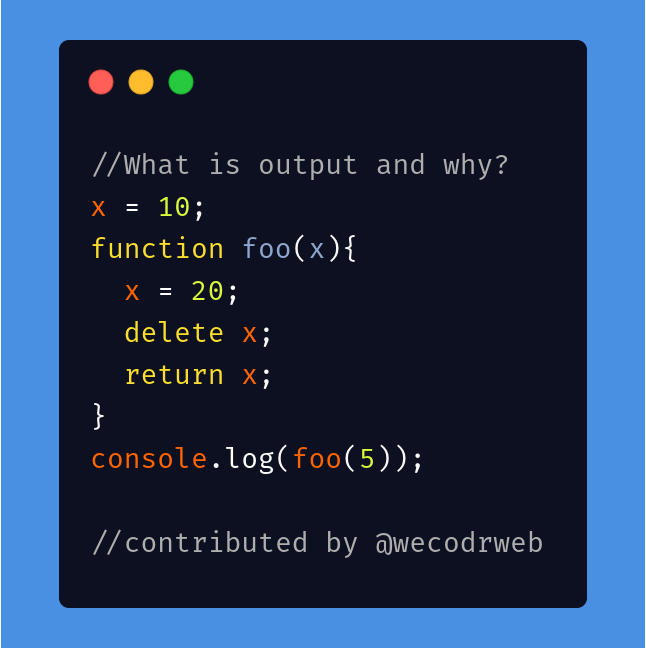 //What is output and why?
x = 10;
function foo(x){
  x = 20;
  delete x;
  return x;
}
console.log(foo(5));
//contributed by @wecodrweb